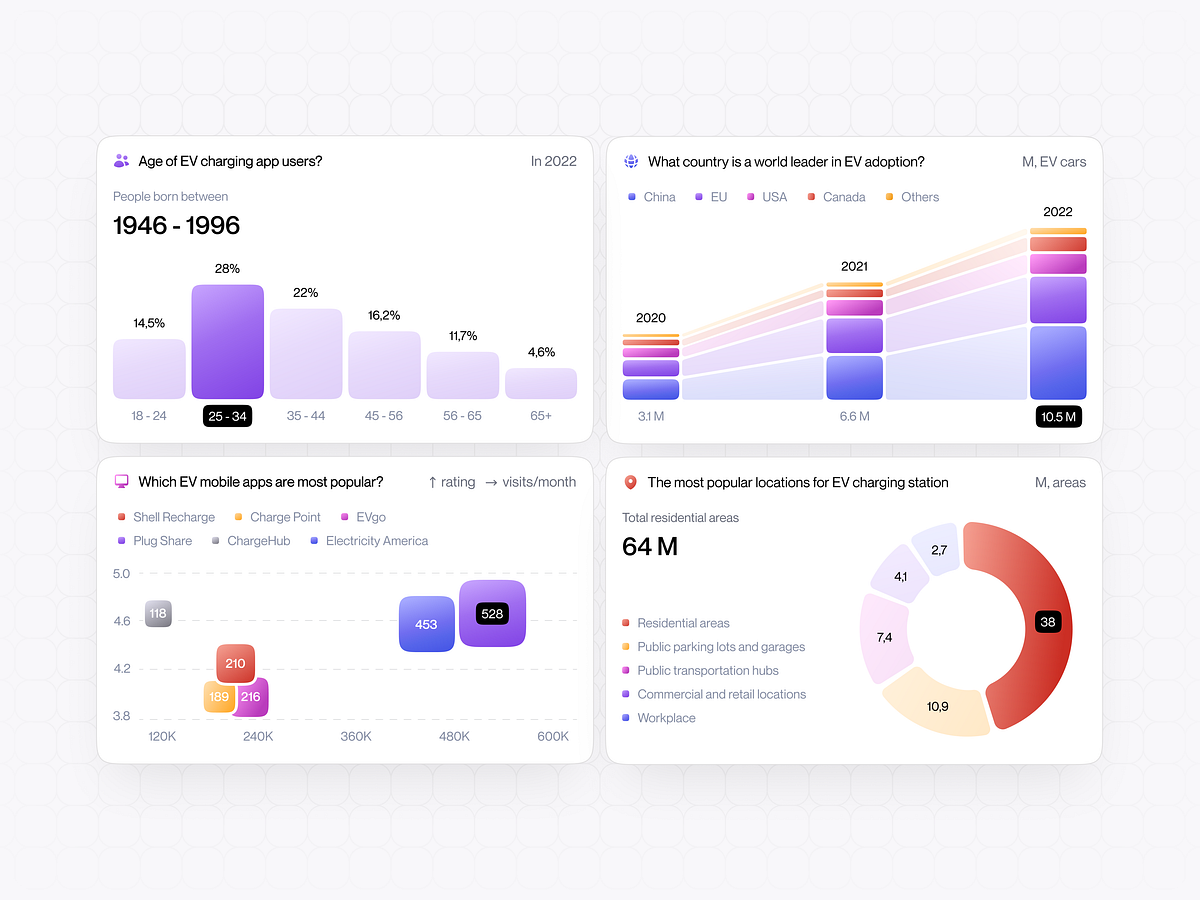 Age of EV charging app users?
In 2022
People born between
1946 - 1996
28%
22%
16,2%
14,5%
11,7%
4,6%
18 - 24
25 - 34
35 - 44
45 - 56
56 - 65
65+
What country is a world leader in EV adoption?
M, EV cars
China
EU
USA
Canada
Others
2022
2021
2020
3.1 M
6.6 M
10.5 M
Which EV mobile apps are most popular?
↑ rating
→ visits/month
Shell Recharge
Charge Point
EVgo
Plug Share
ChargeHub
Electricity America
5.0
4.6
4.2
3.8
118
453
528
210
189
216
120K
240K
360K
480K
600K
The most popular locations for EV charging station
M, areas
Total residential areas
64 M
Residential areas
Public parking lots and garages
Public transportation hubs
Commercial and retail locations
Workplace
2,7
4,1
7,4
10,9
38